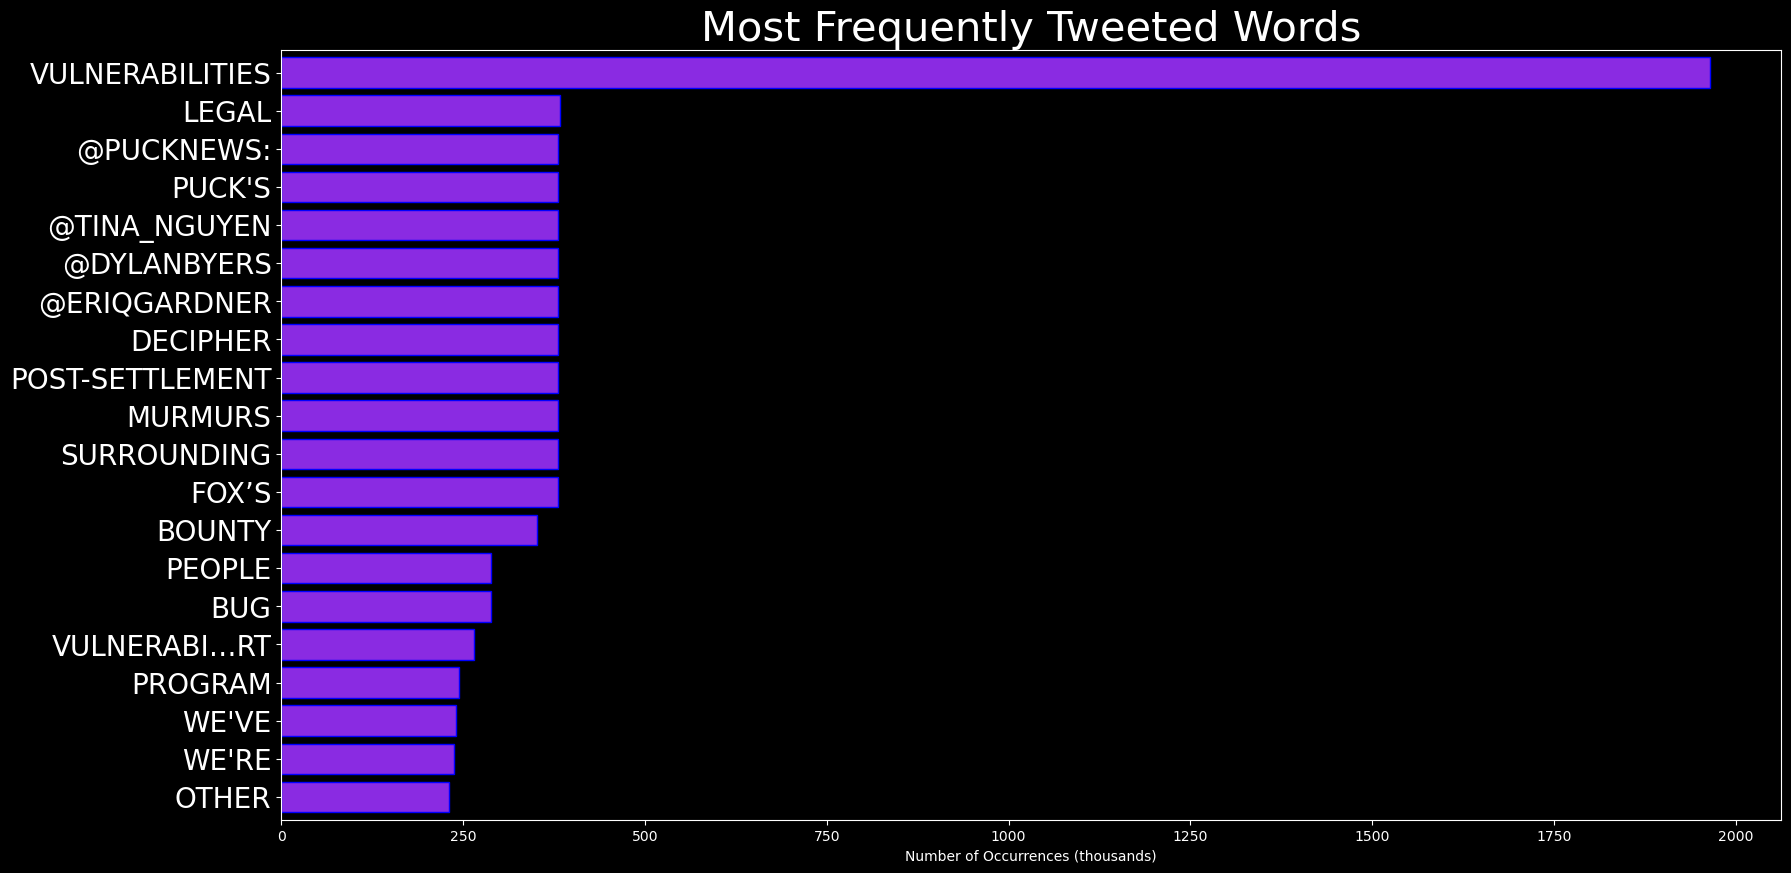 Most Frequently Tweeted Words
VULNERABILITIES
LEGAL
@PUCKNEWS:
PUCK'S
@TINA_NGUYEN
@DYLANBYERS
@ERIQGARDNER
DECIPHER
POST-SETTLEMENT
MURMURS
SURROUNDING
FOX’S
BOUNTY
PEOPLE
BUG
VULNERABI…RT
PROGRAM
WE'VE
WE'RE
OTHER
0 250 500 750 1000 1250 1500 1750 2000
Number of Occurrences (thousands)